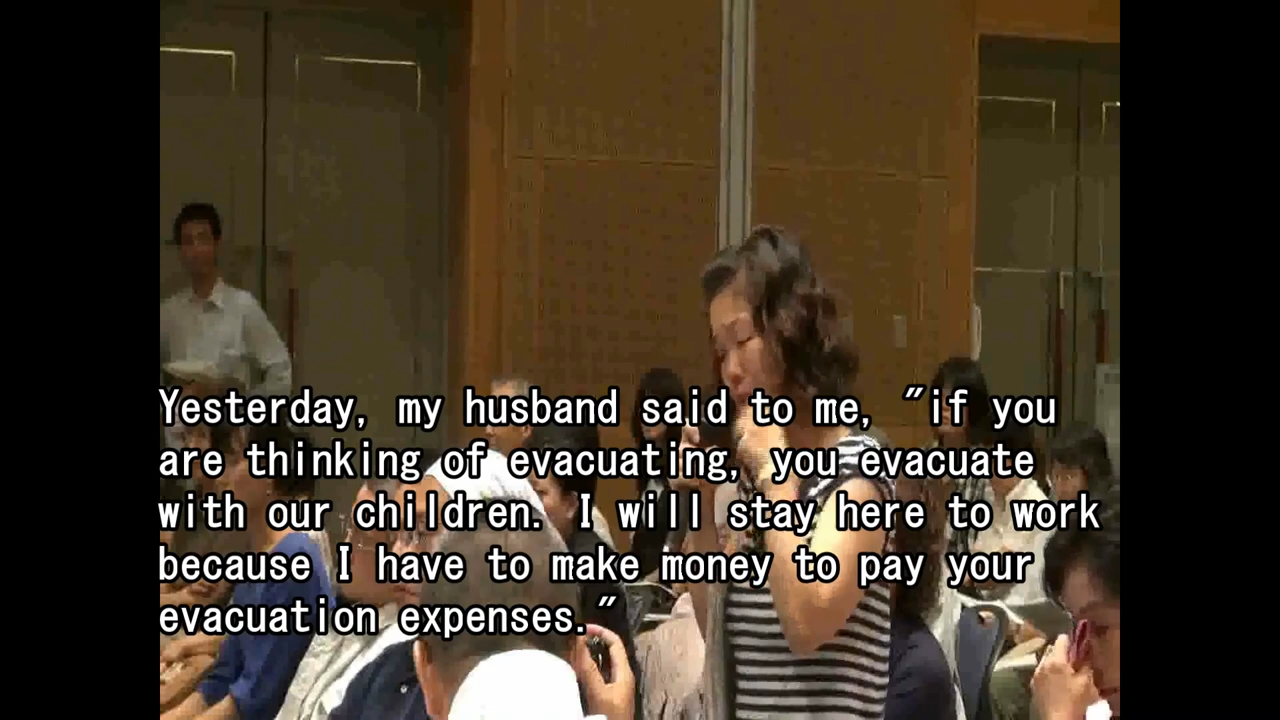 Yesterday, my husband said to me, "if you
are thinking of evacuating, you evacuate
with our children. I will stay here to work
because I have to make money to pay your
evacuation expenses."